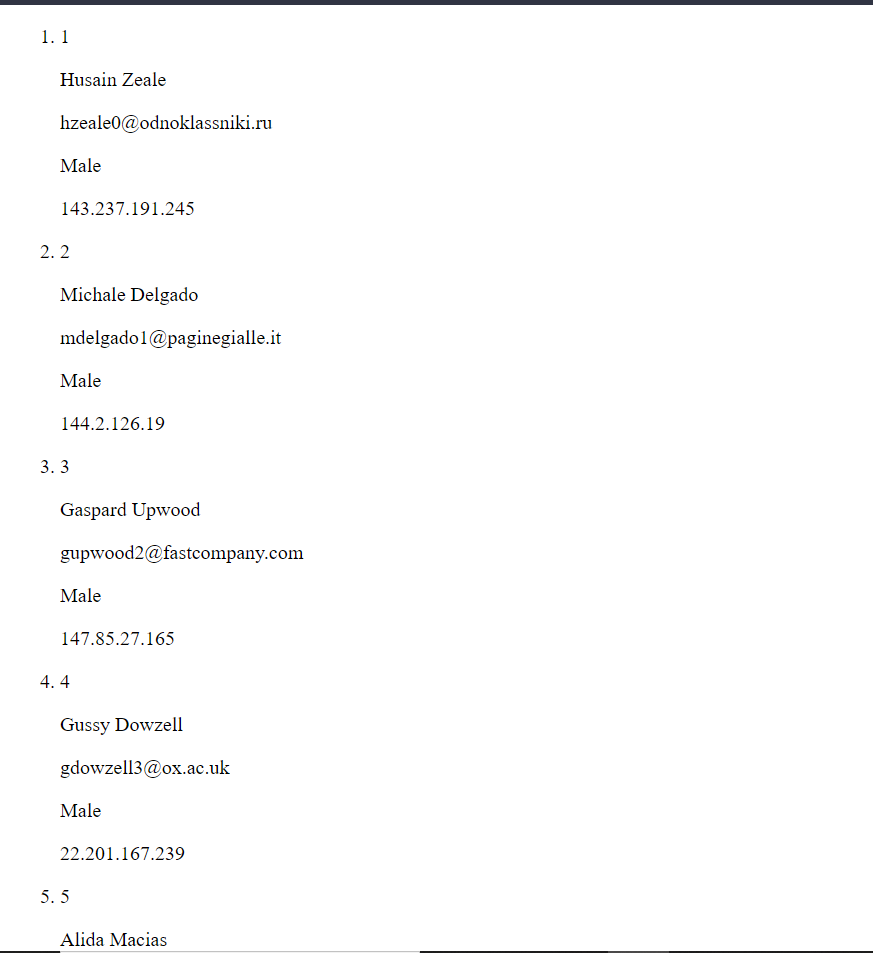 1. 1
Husain Zeale
hzeale0@odnoklassniki.ru
Male
143.237.191.245
2. 2
Michale Delgado
mdelgado1@paginegialle.it
Male
144.2.126.19
3. 3
Gaspard Upwood
gupwood2@fastcompany.com
Male
147.85.27.165
4. 4
Gussy Dowzell
gdowzell3@ox.ac.uk
Male
22.201.167.239
5. 5
Alida Macias